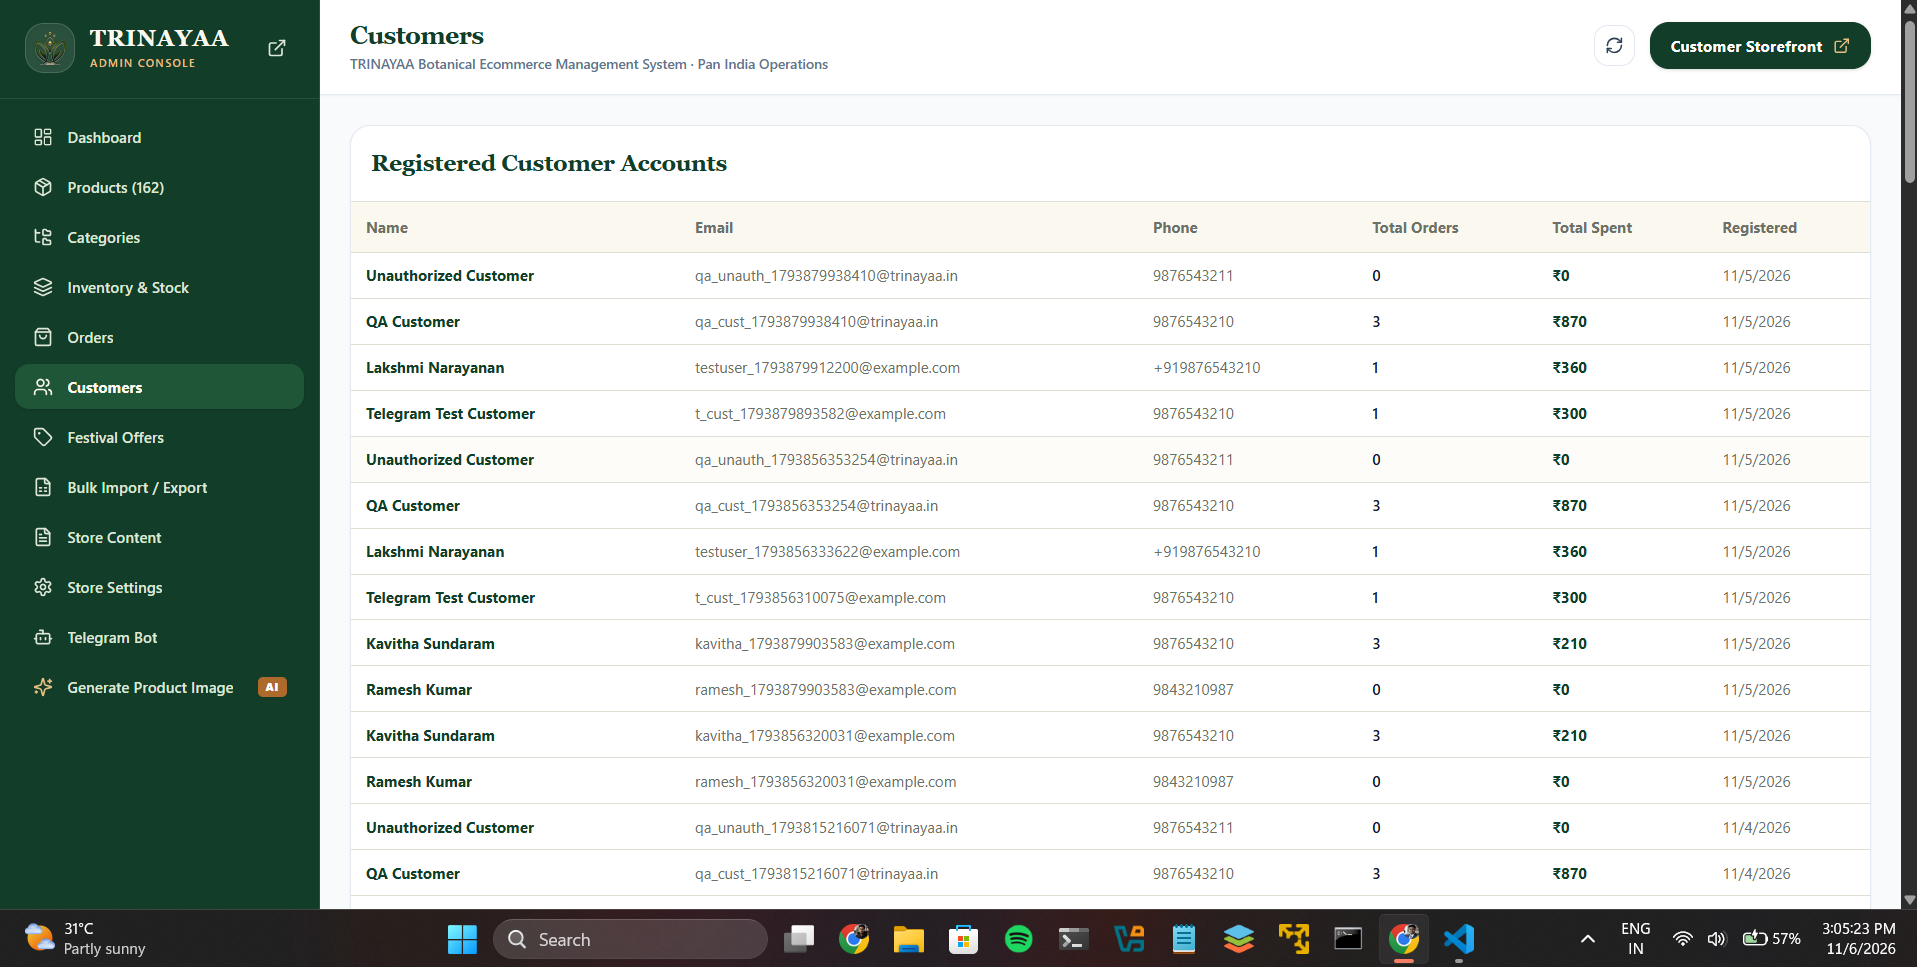 TRINAYAA
ADMIN CONSOLE
Dashboard
Products (162)
Categories
Inventory & Stock
Orders
Customers
Festival Offers
Bulk Import / Export
Store Content
Store Settings
Telegram Bot
Generate Product Image AI
Customers
TRINAYAA Botanical Ecommerce Management System · Pan India Operations
Customer Storefront
Registered Customer Accounts
Name Email Phone Total Orders Total Spent Registered
Unauthorized Customer qa_unauth_1793879938410@trinayaa.in 9876543211 0 ₹0 11/5/2026
QA Customer qa_cust_1793879938410@trinayaa.in 9876543210 3 ₹870 11/5/2026
Lakshmi Narayanan testuser_1793879912200@example.com +919876543210 1 ₹360 11/5/2026
Telegram Test Customer t_cust_1793879893582@example.com 9876543210 1 ₹300 11/5/2026
Unauthorized Customer qa_unauth_1793856353254@trinayaa.in 9876543211 0 ₹0 11/5/2026
QA Customer qa_cust_1793856353254@trinayaa.in 9876543210 3 ₹870 11/5/2026
Lakshmi Narayanan testuser_1793856333622@example.com +919876543210 1 ₹360 11/5/2026
Telegram Test Customer t_cust_1793856310075@example.com 9876543210 1 ₹300 11/5/2026
Kavitha Sundaram kavitha_1793879903583@example.com 9876543210 3 ₹210 11/5/2026
Ramesh Kumar ramesh_1793879903583@example.com 9843210987 0 ₹0 11/5/2026
Kavitha Sundaram kavitha_1793856320031@example.com 9876543210 3 ₹210 11/5/2026
Ramesh Kumar ramesh_1793856320031@example.com 9843210987 0 ₹0 11/5/2026
Unauthorized Customer qa_unauth_1793815216071@trinayaa.in 9876543211 0 ₹0 11/4/2026
QA Customer qa_cust_1793815216071@trinayaa.in 9876543210 3 ₹870 11/4/2026
31°C
Partly sunny
Search
ENG
IN
57%
3:05:23 PM
11/6/2026